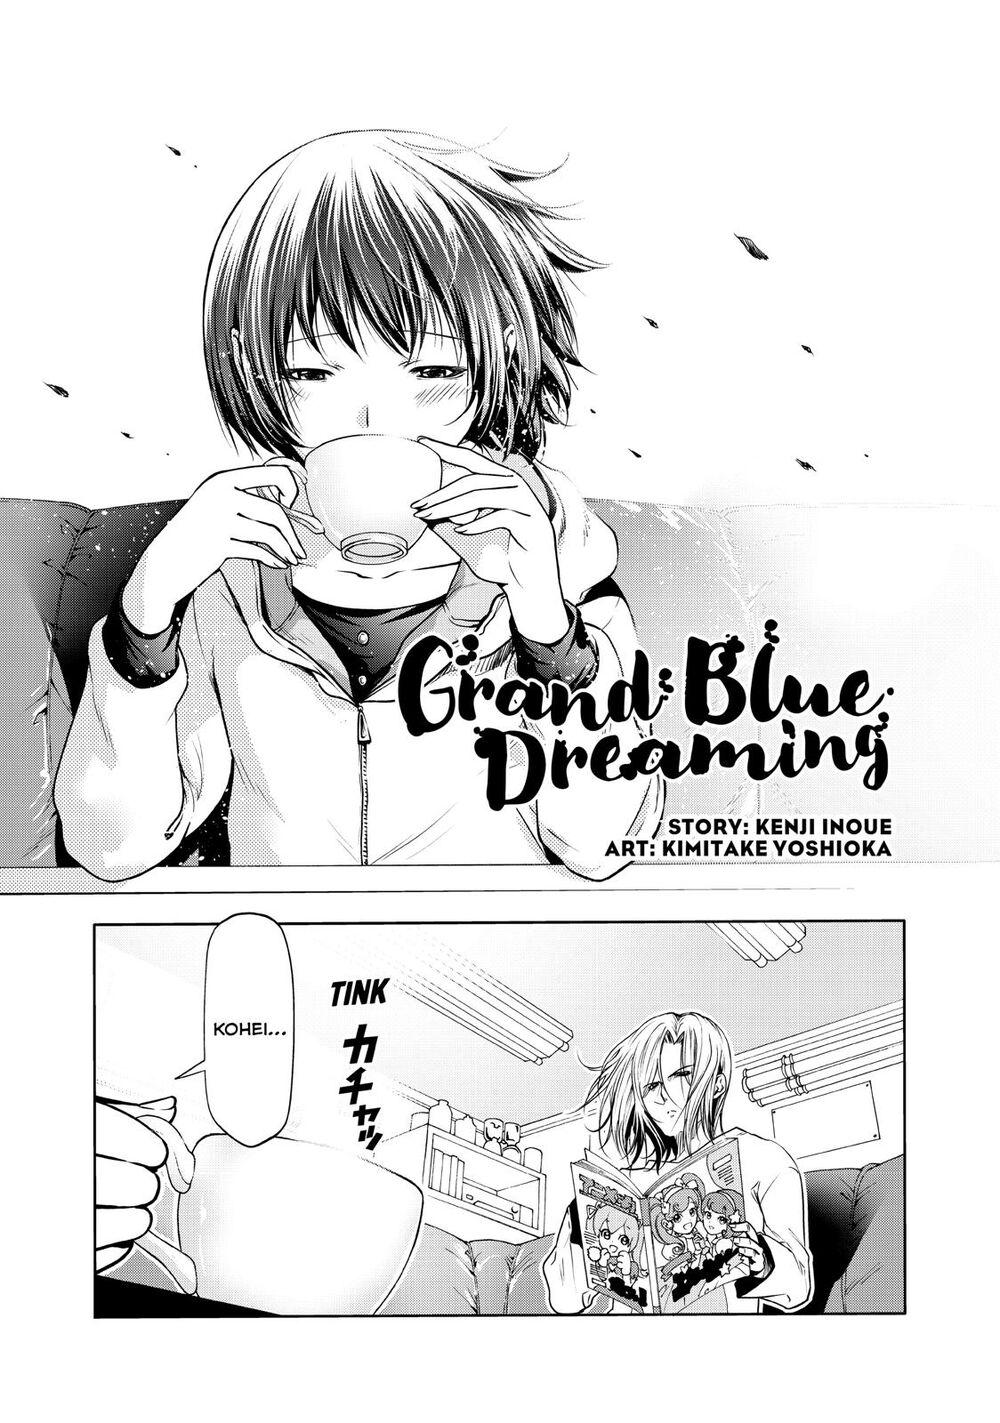 Grand Blue
Dreaming
STORY: KENJI INOUE
ART: KIMITAKE YOSHIOKA
KOHEI...
TINK
カチャッ